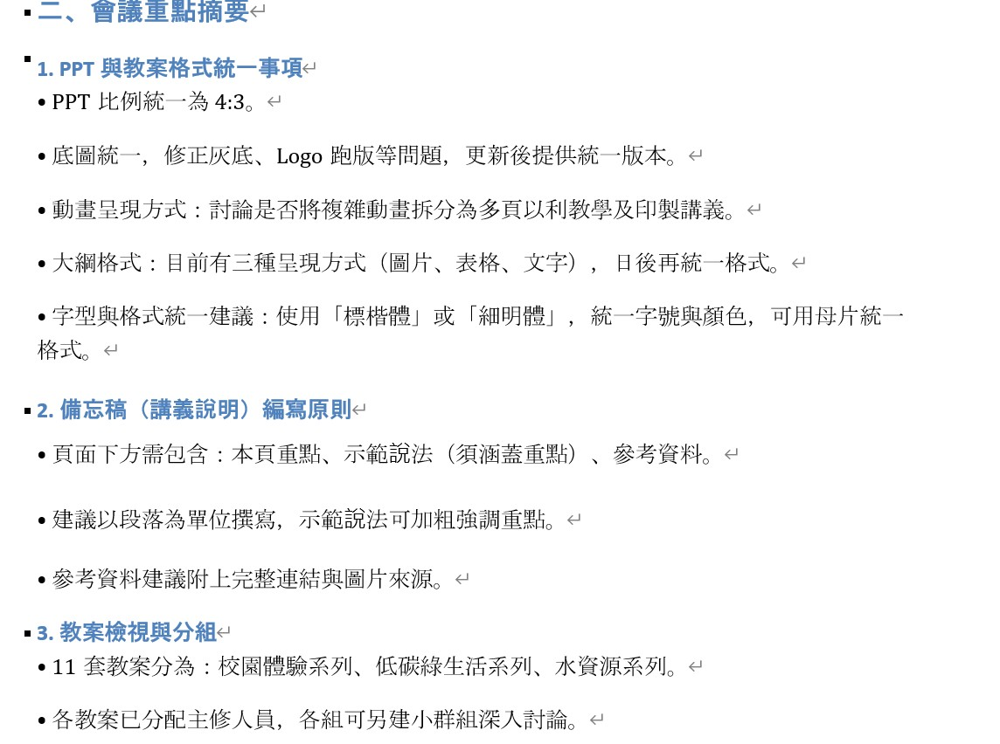 二、會議重點摘要
1. PPT 與教案格式統一事項
• PPT 比例統一為 4:3。
• 底圖統一，修正灰底、Logo 跑版等問題，更新後提供統一版本。
• 動畫呈現方式：討論是否將複雜動畫拆分為多頁以利教學及印製講義。
• 大綱格式：目前有三種呈現方式（圖片、表格、文字），日後再統一格式。
• 字型與格式統一建議：使用「標楷體」或「細明體」，統一字號與顏色，可用母片統一
格式。
2. 備忘稿（講義說明）編寫原則
• 頁面下方需包含：本頁重點、示範說法（須涵蓋重點）、參考資料。
• 建議以段落為單位撰寫，示範說法可加粗強調重點。
• 參考資料建議附上完整連結與圖片來源。
3. 教案檢視與分組
• 11 套教案分為：校園體驗系列、低碳綠生活系列、水資源系列。
• 各教案已分配主修人員，各組可另建小群組深入討論。